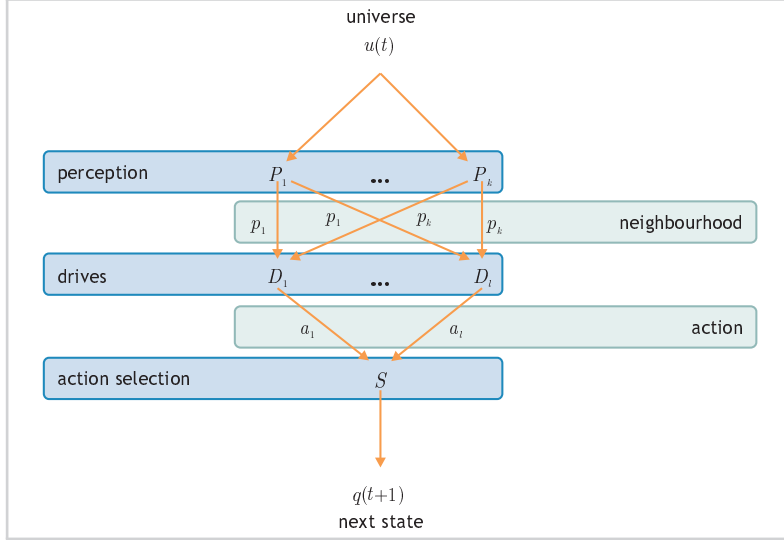 universe
u(t)
perception P₁ ... Pₖ
p₁ p₁ pₖ pₖ neighbourhood
drives D₁ ... Dₗ
a₁ aₗ action
action selection S
q(t+1)
next state